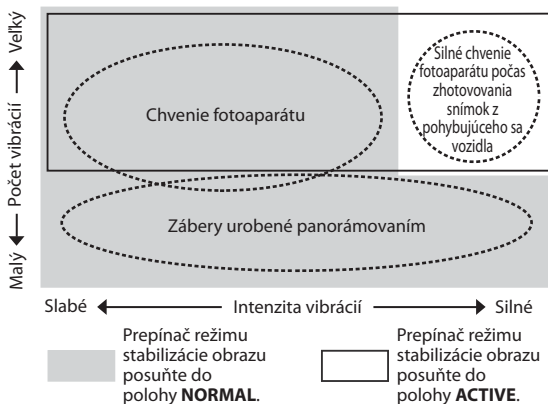 Malý ← Počet vibrácií → Veľký
Chvenie fotoaparátu
Silné chvenie
fotoaparátu počas
zhotovovania
snímok z
pohybujúceho sa
vozidla
Zábery urobené panorámovaním
Slabé ← Intenzita vibrácií → Silné
Prepínač režimu
stabilizácie obrazu
posuňte do
polohy NORMAL.
Prepínač režimu
stabilizácie obrazu
posuňte do
polohy ACTIVE.